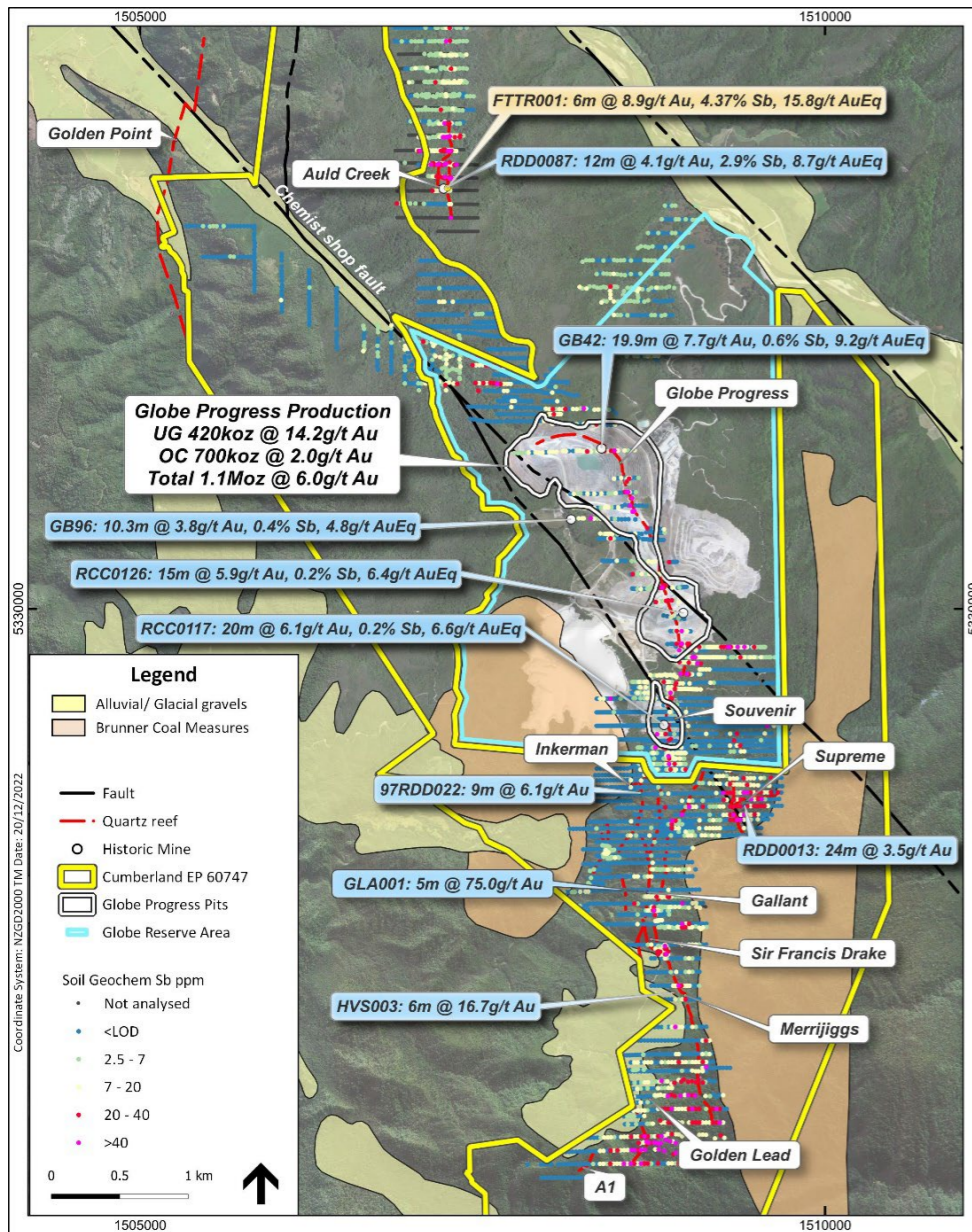 1505000
1510000
FTTR001: 6m @ 8.9g/t Au, 4.37% Sb, 15.8g/t AuEq
Golden Point
RDD0087: 12m @ 4.1g/t Au, 2.9% Sb, 8.7g/t AuEq
Auld Creek
Chemist shop fault
GB42: 19.9m @ 7.7g/t Au, 0.6% Sb, 9.2g/t AuEq
Globe Progress
Globe Progress Production
UG 420koz @ 14.2g/t Au
OC 700koz @ 2.0g/t Au
Total 1.1Moz @ 6.0g/t Au
GB96: 10.3m @ 3.8g/t Au, 0.4% Sb, 4.8g/t AuEq
RCC0126: 15m @ 5.9g/t Au, 0.2% Sb, 6.4g/t AuEq
5330000
5330000
RCC0117: 20m @ 6.1g/t Au, 0.2% Sb, 6.6g/t AuEq
Souvenir
Inkerman
Supreme
97RDD022: 9m @ 6.1g/t Au
RDD0013: 24m @ 3.5g/t Au
GLA001: 5m @ 75.0g/t Au
Gallant
Sir Francis Drake
HVS003: 6m @ 16.7g/t Au
Merrijiggs
Golden Lead
A1
Legend
Alluvial/ Glacial gravels
Brunner Coal Measures
Fault
Quartz reef
Historic Mine
Cumberland EP 60747
Globe Progress Pits
Globe Reserve Area
Soil Geochem Sb ppm
Not analysed
<LOD
2.5 - 7
7 - 20
20 - 40
>40
0 0.5 1 km
Coordinate System: NZGD2000 TM Date: 20/12/2022
1505000
1510000